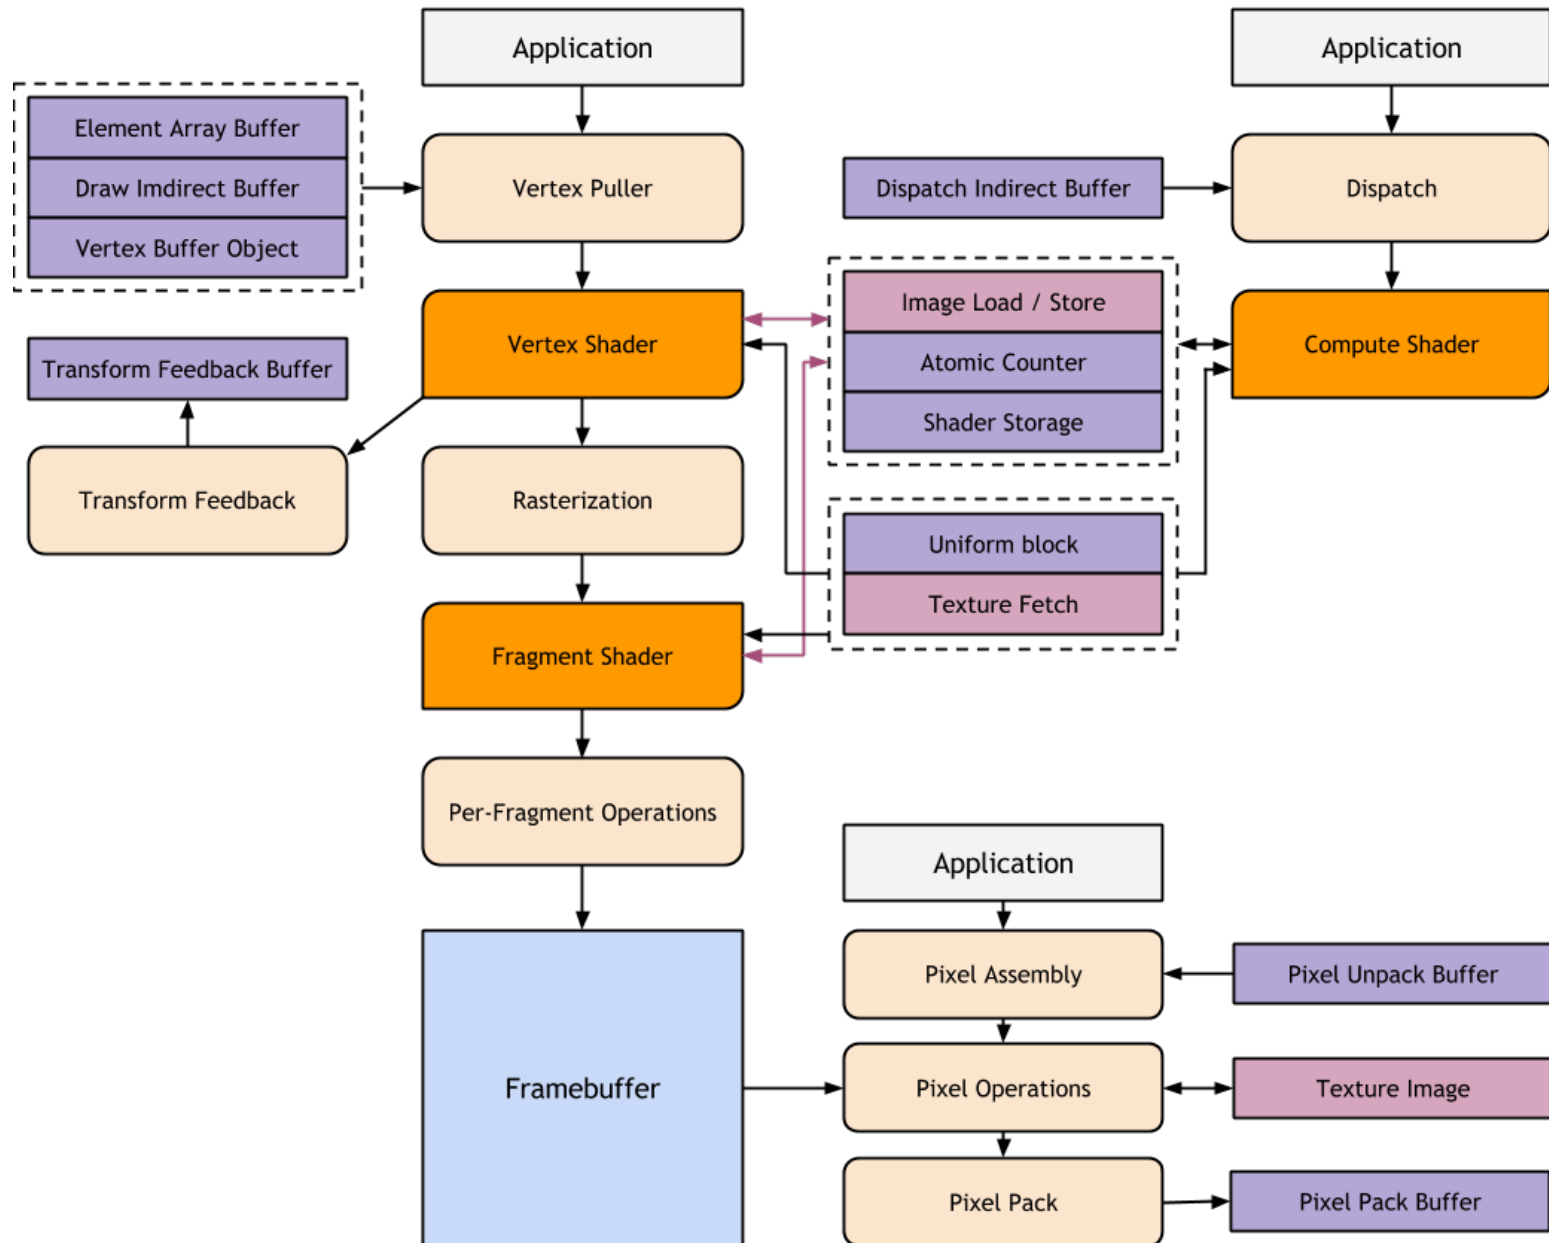 Application
Application
Element Array Buffer
Draw Imdirect Buffer
Vertex Buffer Object
Vertex Puller
Dispatch Indirect Buffer
Dispatch
Vertex Shader
Image Load / Store
Atomic Counter
Shader Storage
Compute Shader
Transform Feedback Buffer
Transform Feedback
Rasterization
Uniform block
Texture Fetch
Fragment Shader
Per-Fragment Operations
Application
Framebuffer
Pixel Assembly
Pixel Unpack Buffer
Pixel Operations
Texture Image
Pixel Pack
Pixel Pack Buffer